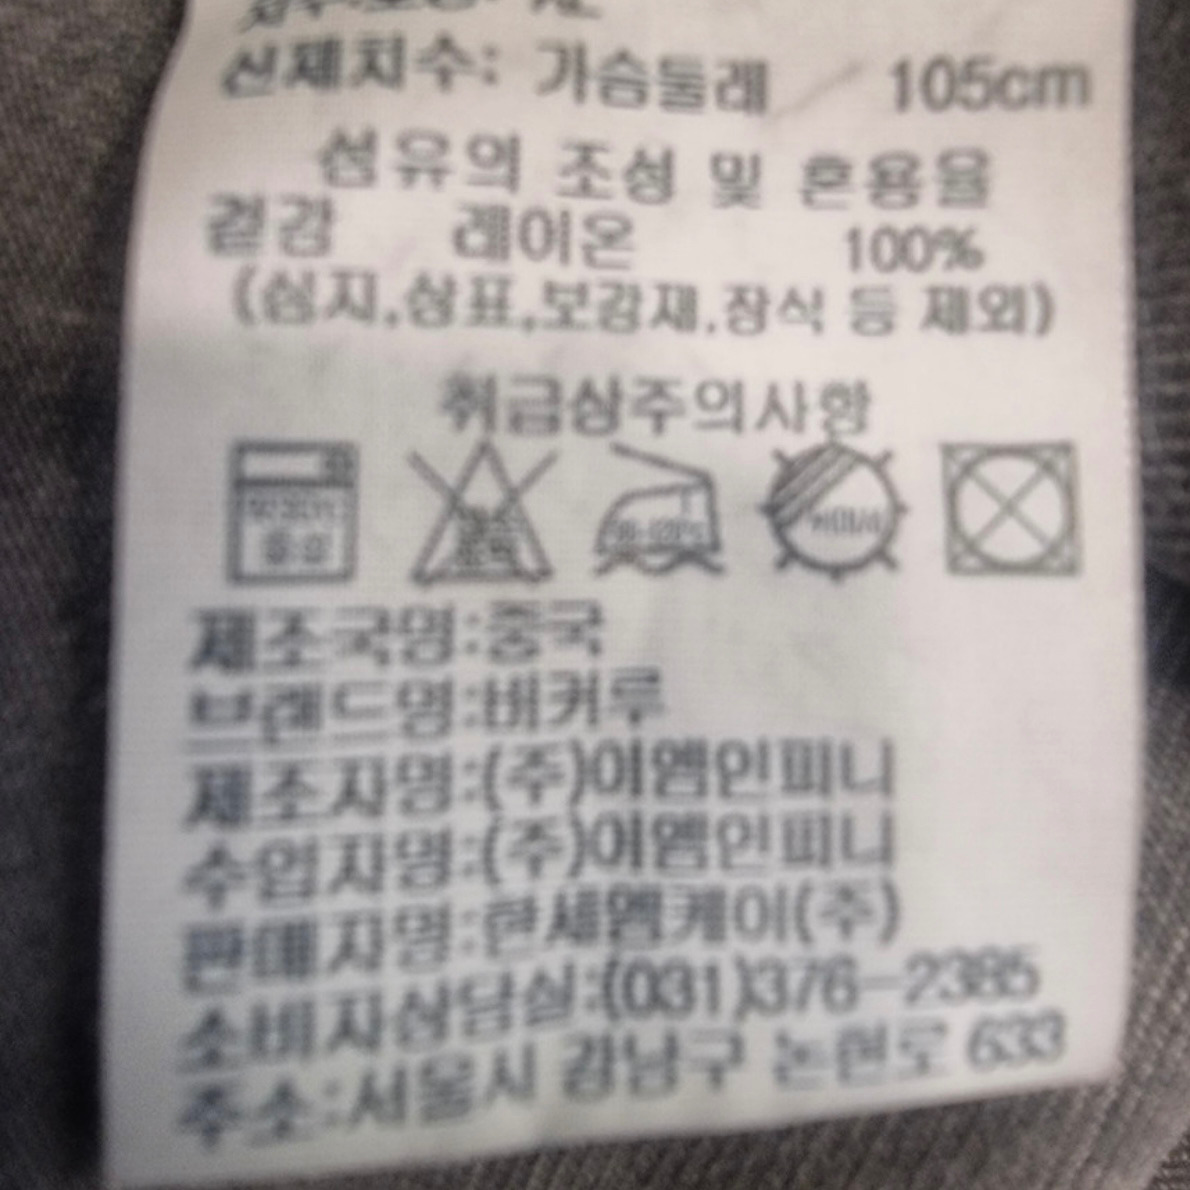 신체치수: 가슴둘레 105cm
섬유의 조성 및 혼용율
겉감 레이온 100%
(심지,상표,보강재,장식 등 제외)
취급상주의사항
중성
제조국명:중국
브랜드명:버커루
제조자명:(주)이엠인피니
수입자명:(주)이엠인피니
판매자명:한세엠케이(주)
소비자상담실:(031)376-2385
주소:서울시 강남구 논현로 633